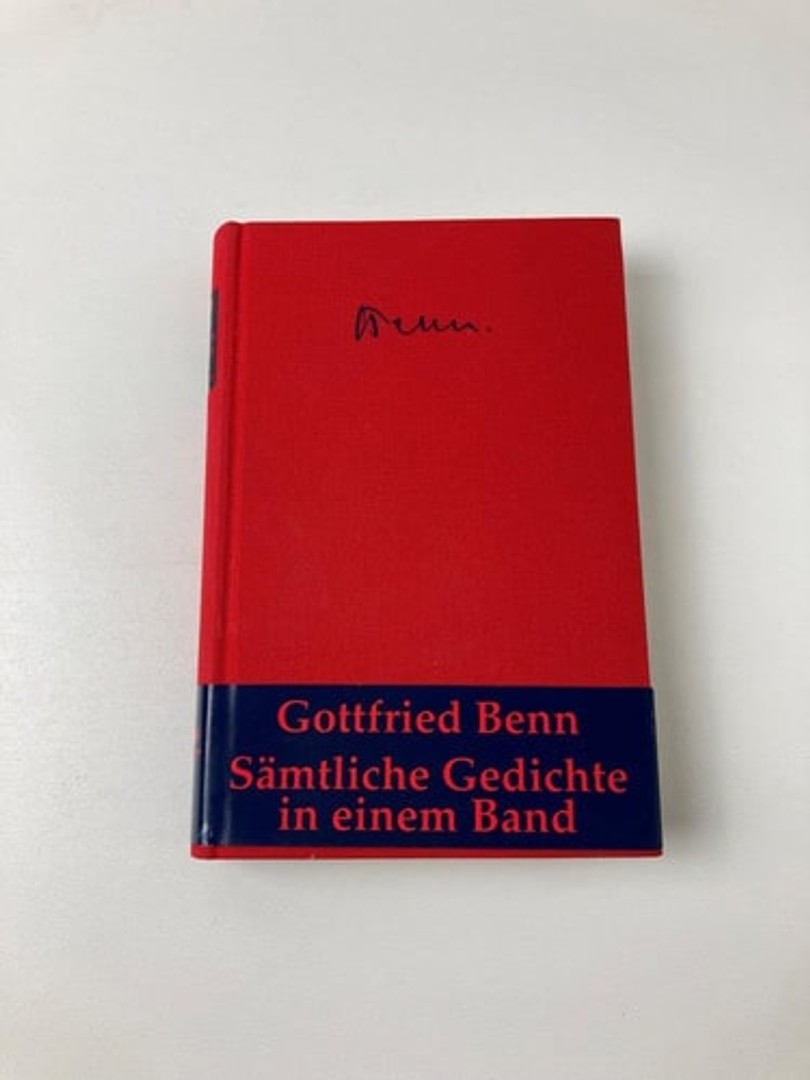 Benn.
Gottfried Benn
Sämtliche Gedichte
in einem Band